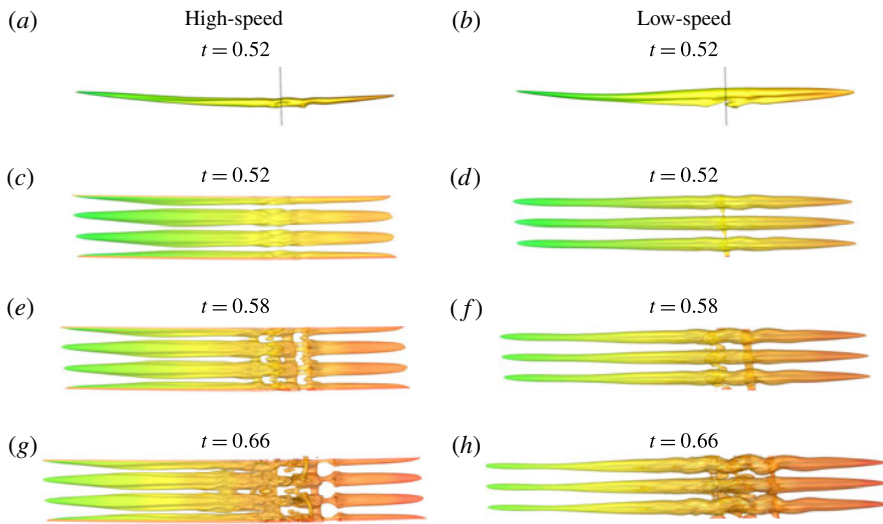 (a) High-speed (b) Low-speed
t = 0.52 t = 0.52
(c) t = 0.52 (d) t = 0.52
(e) t = 0.58 (f) t = 0.58
(g) t = 0.66 (h) t = 0.66